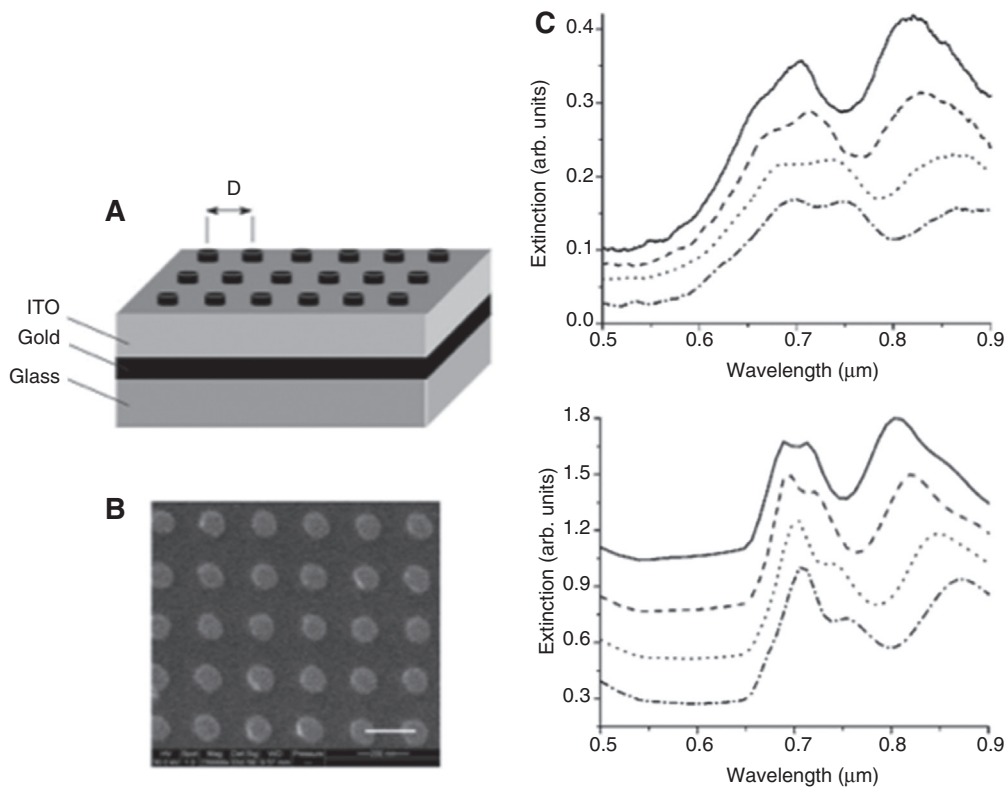 A
D
ITO
Gold
Glass
B
C
0.4
0.3
0.2
0.1
0.0
Extinction (arb. units)
0.5 0.6 0.7 0.8 0.9
Wavelength (μm)
1.8
1.5
1.2
0.9
0.6
0.3
Extinction (arb. units)
0.5 0.6 0.7 0.8 0.9
Wavelength (μm)